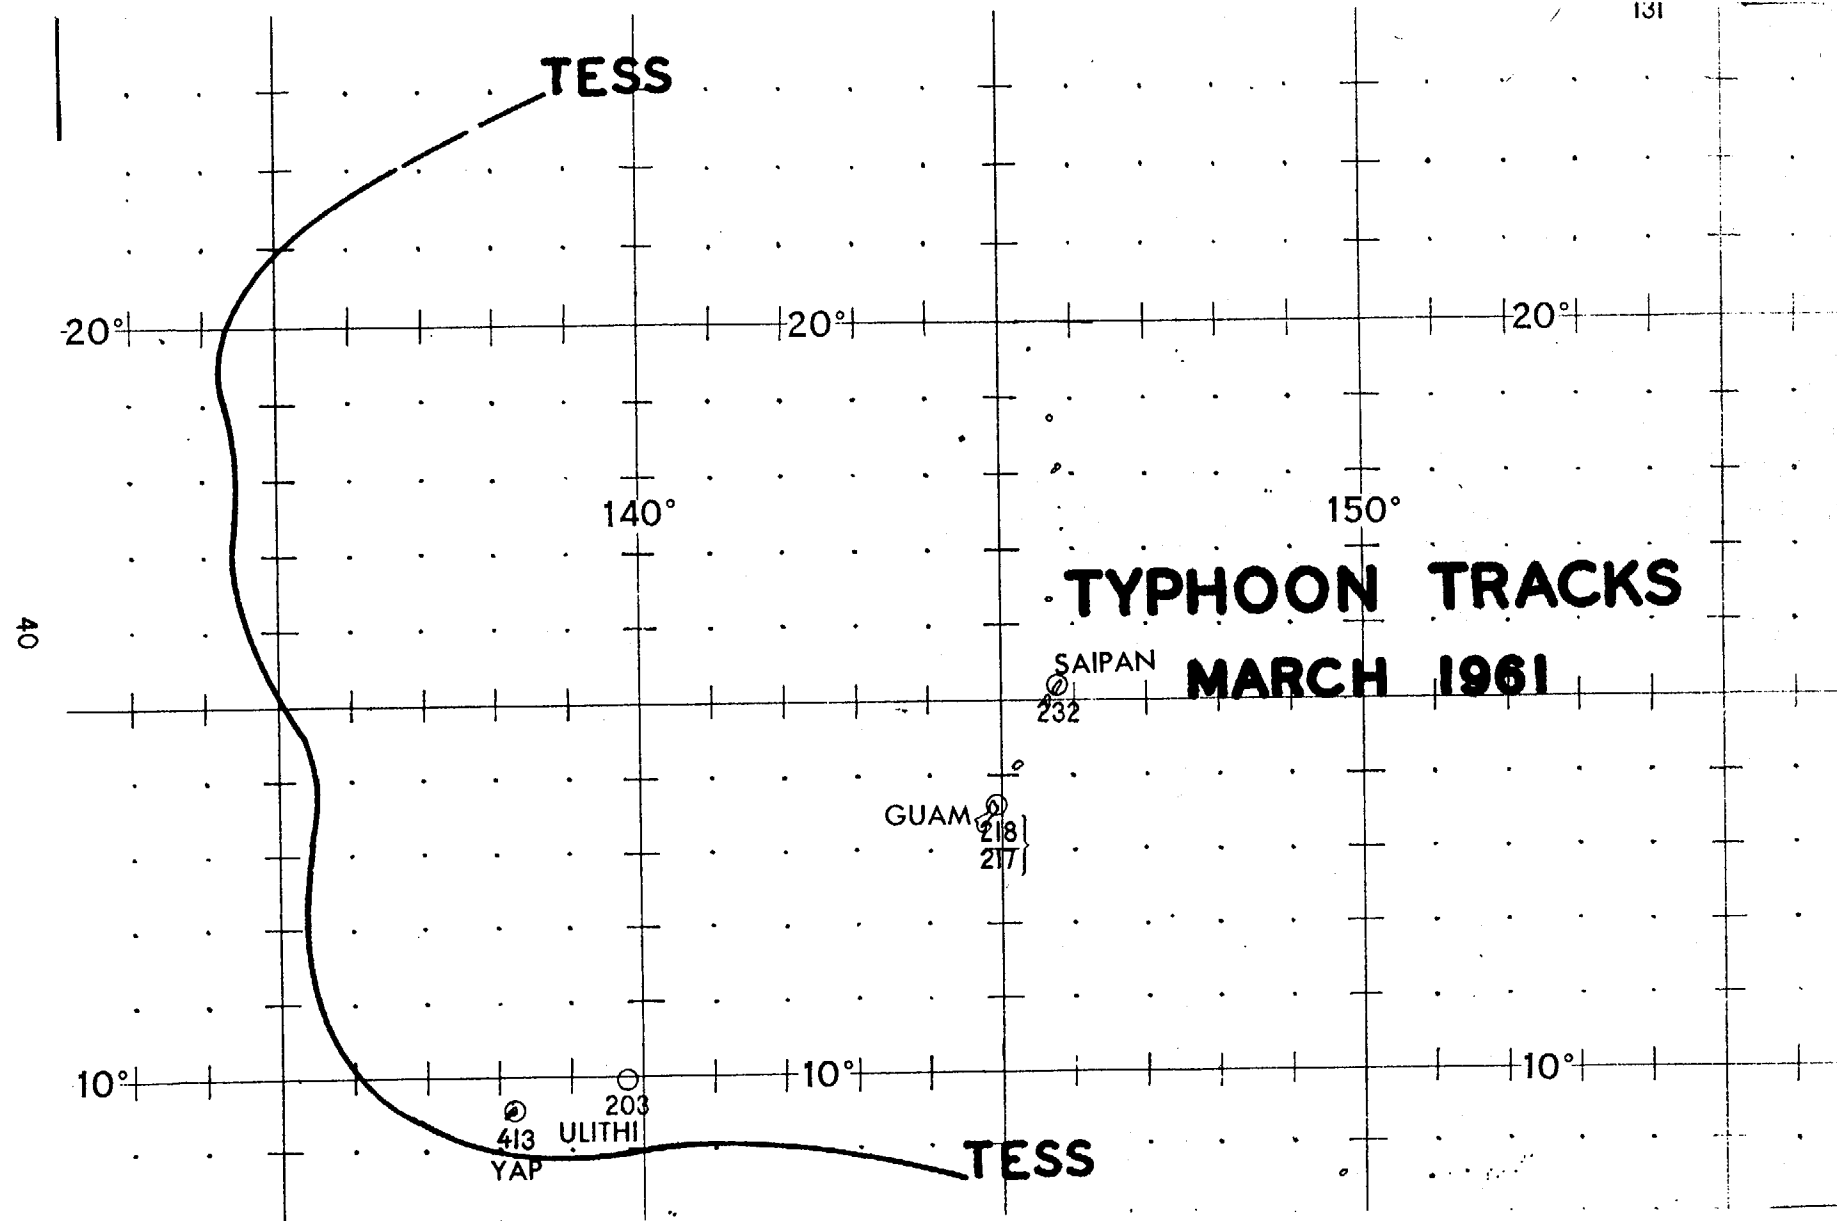 131
TESS
20° 20° 20°
140° 150°
TYPHOON TRACKS
40
SAIPAN
MARCH 1961
232
GUAM
218
217
10° 10° 10°
203
413 ULITHI
YAP
TESS